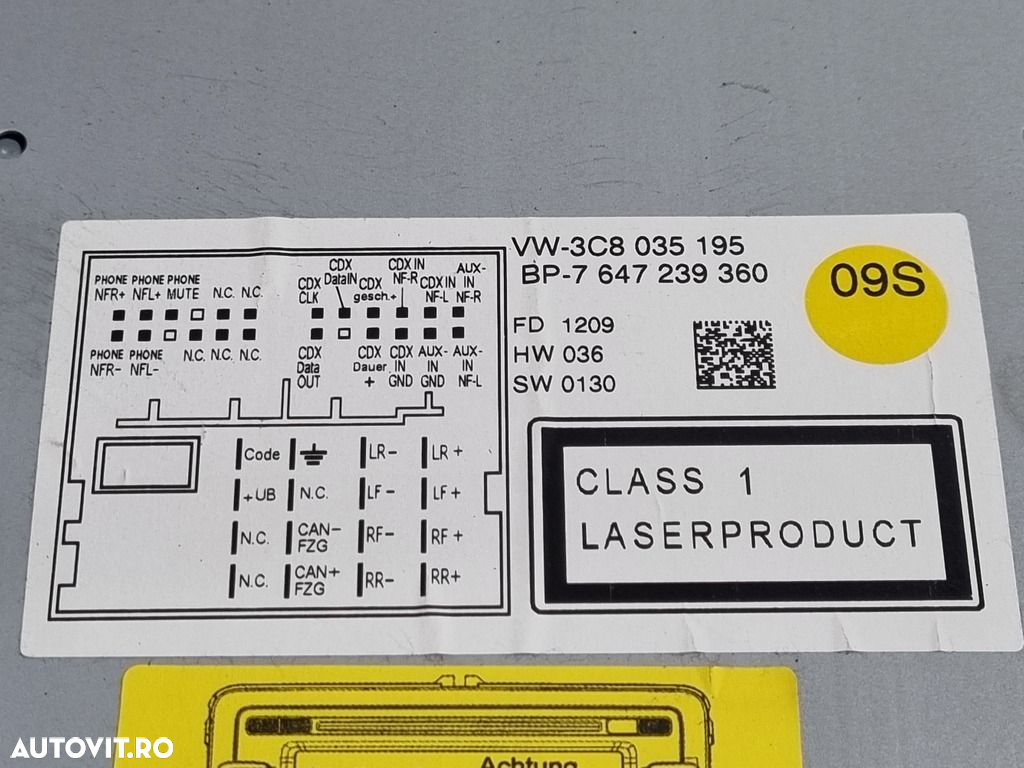 VW-3C8 035 195
BP-7 647 239 360
09S
FD 1209
HW 036
SW 0130
PHONE PHONE PHONE
NFR+ NFL+ MUTE N.C. N.C.
PHONE PHONE
NFR- NFL- N.C. N.C. N.C.
CDX CLK
CDX DataIN
CDX gesch.+
CDX IN NF-R
CDX IN NF-L
AUX-IN NF-R
CDX Data OUT
CDX Dauer +
CDX IN GND
AUX-IN GND
AUX-IN NF-L
Code LR- LR+
+UB N.C. LF- LF+
N.C. CAN- FZG RF- RF+
N.C. CAN+ FZG RR- RR+
CLASS 1
LASERPRODUCT
Achtung
AUTOVIT.RO